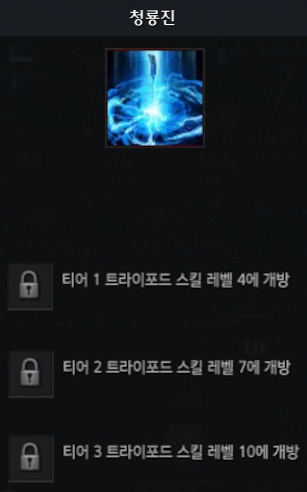 청룡진
티어 1 트라이포드 스킬 레벨 4에 개방
티어 2 트라이포드 스킬 레벨 7에 개방
티어 3 트라이포드 스킬 레벨 10에 개방